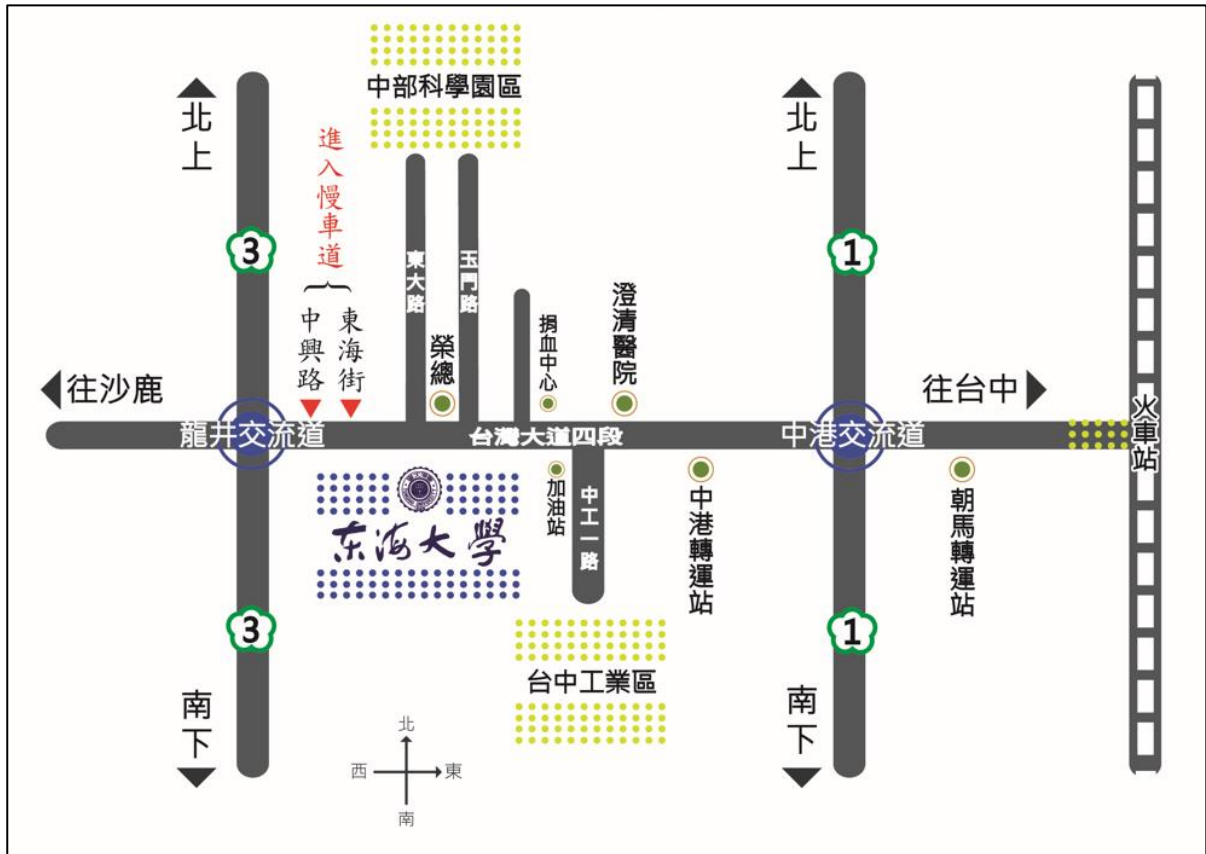 中部科學園區
北上
北上
進入慢車道
3
1
東大路
玉門路
中興路
東海街
榮總
捐血中心
澄清醫院
往沙鹿
往台中
火車站
龍井交流道
台灣大道四段
中港交流道
东海大學
加油站
中工一路
中港轉運站
朝馬轉運站
3
1
台中工業區
南下
南下
北
西
東
南